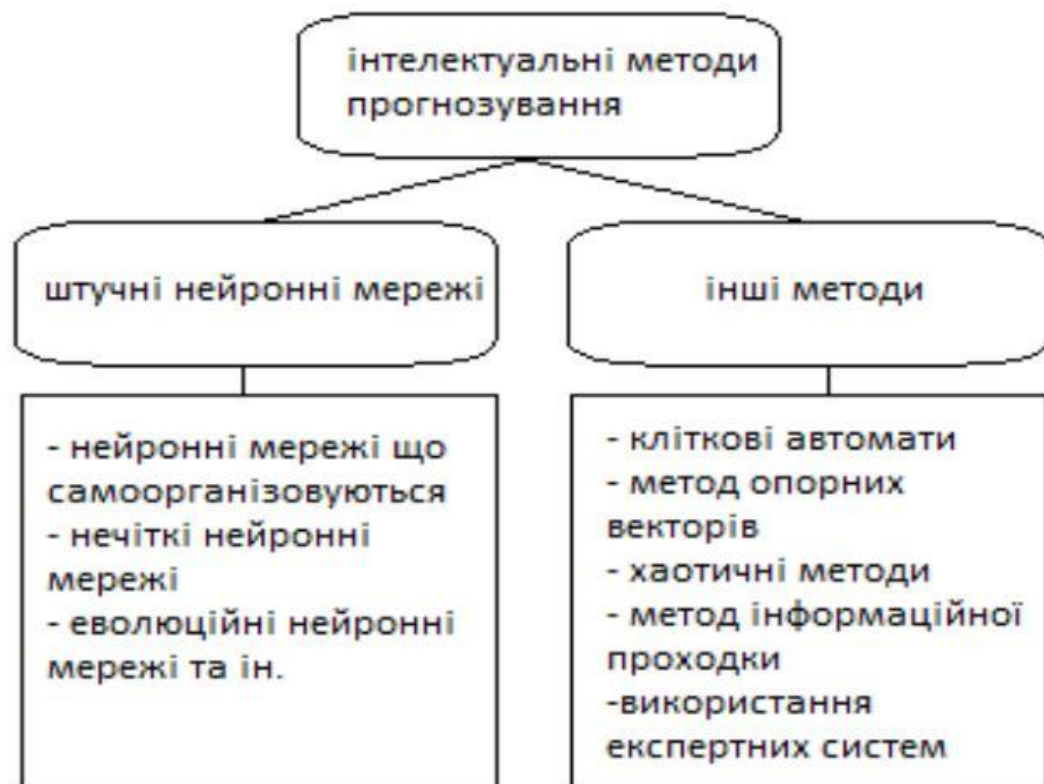 інтелектуальні методи
прогнозування
штучні нейронні мережі
інші методи
- нейронні мережі що
самоорганізовуються
- нечіткі нейронні
мережі
- еволюційні нейронні
мережі та ін.
- кліткові автомати
- метод опорних
векторів
- хаотичні методи
- метод інформаційної
проходки
-використання
експертних систем